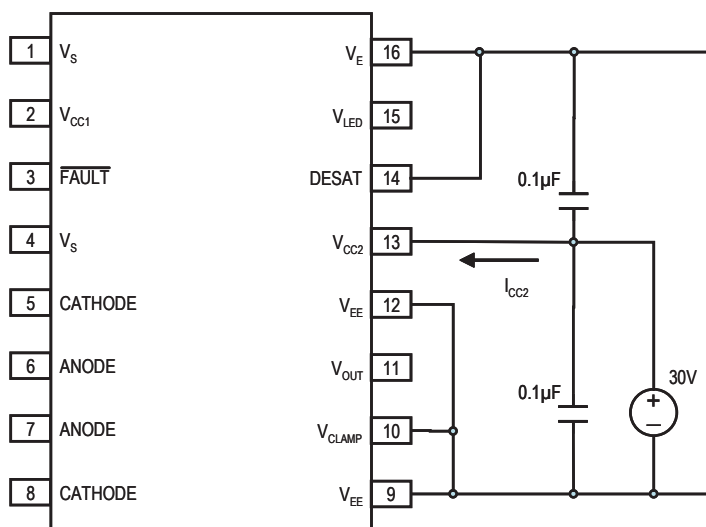 1 V_S V_E 16
2 V_CC1 V_LED 15
3 FAULT DESAT 14
0.1µF
4 V_S V_CC2 13
I_CC2
5 CATHODE V_EE 12
6 ANODE V_OUT 11
30V
0.1µF
7 ANODE V_CLAMP 10
8 CATHODE V_EE 9